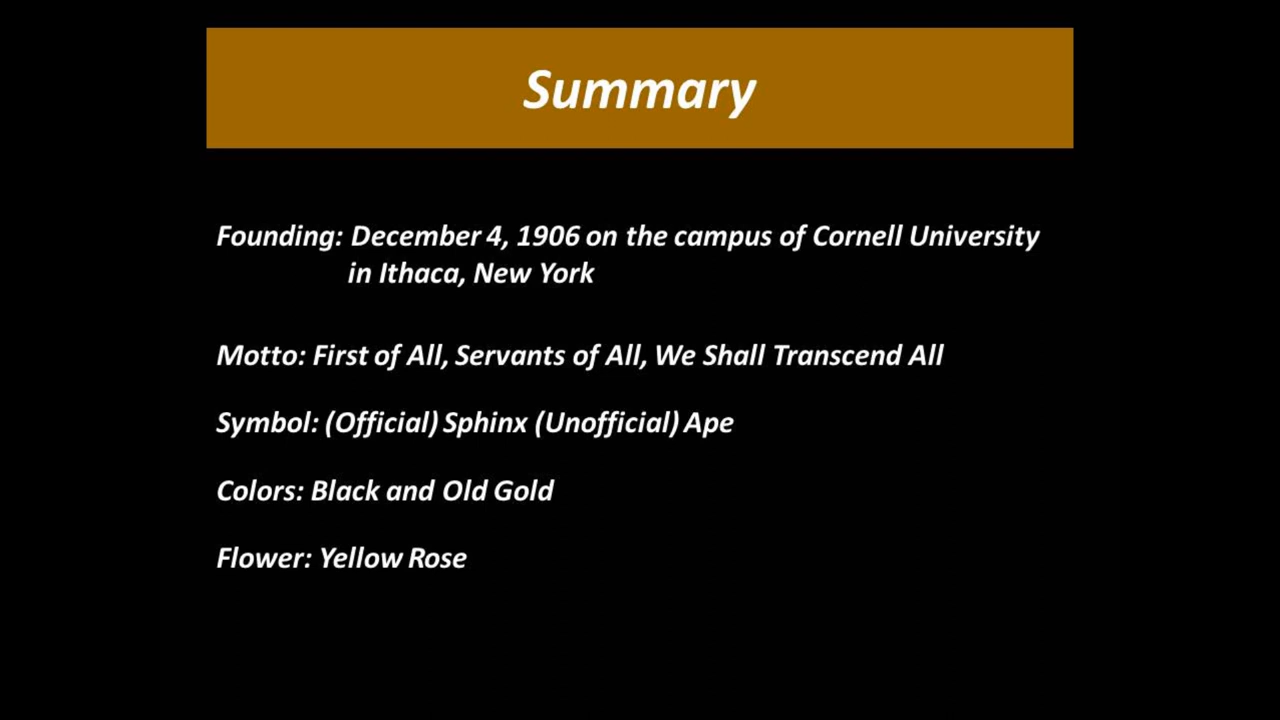 Summary
Founding: December 4, 1906 on the campus of Cornell University
in Ithaca, New York
Motto: First of All, Servants of All, We Shall Transcend All
Symbol: (Official) Sphinx (Unofficial) Ape
Colors: Black and Old Gold
Flower: Yellow Rose